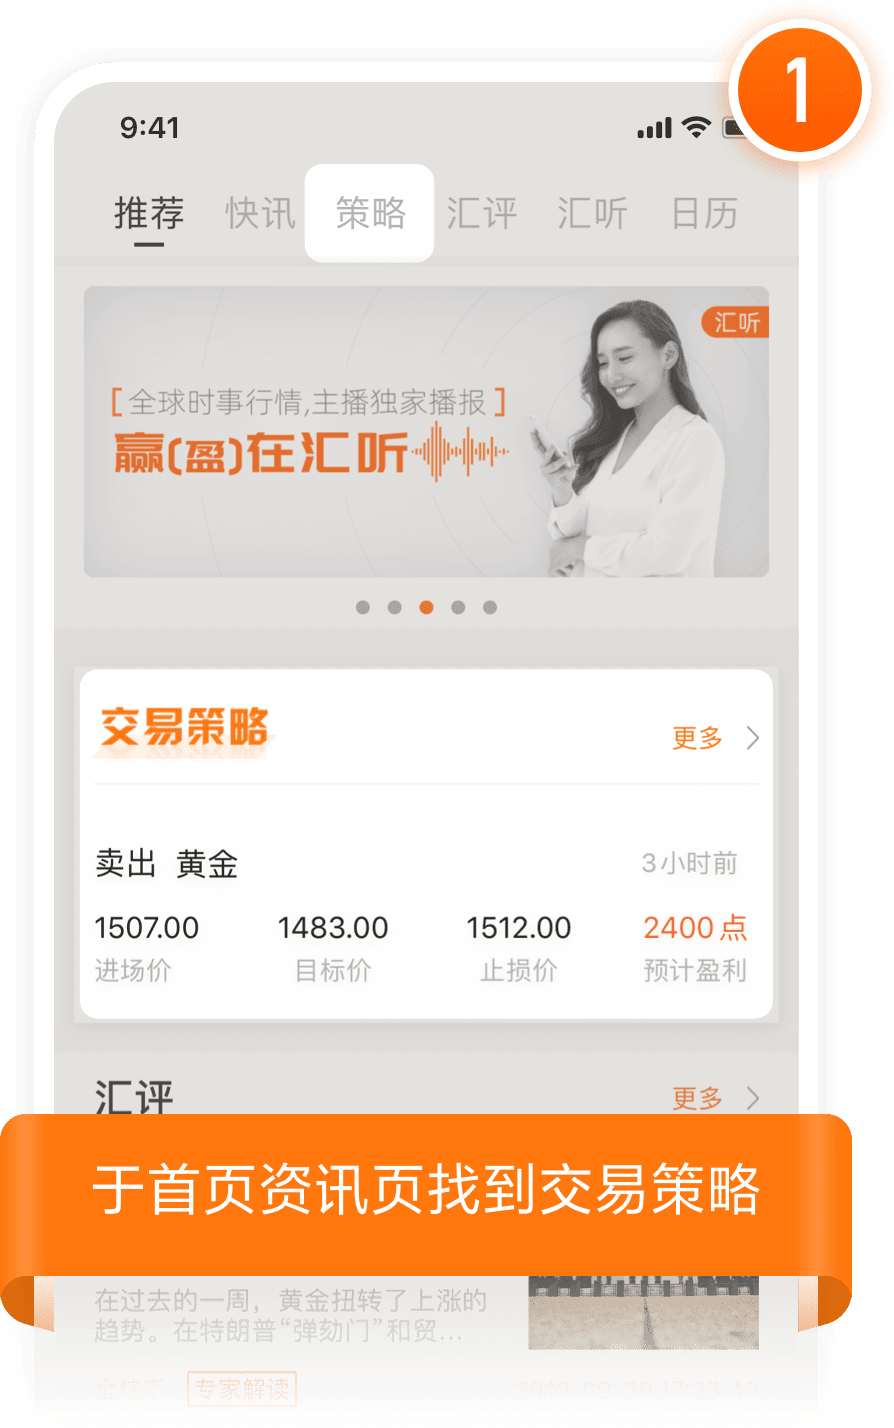 1
9:41
推荐 快讯 策略 汇评 汇听 日历
汇听
[全球时事行情,主播独家播报]
赢(盈)在汇听
交易策略
更多
卖出 黄金
3小时前
1507.00 1483.00 1512.00 2400点
进场价 目标价 止损价 预计盈利
汇评
更多
于首页资讯页找到交易策略
在过去的一周，黄金扭转了上涨的
趋势。在特朗普“弹劾门”和贸...
专家解读